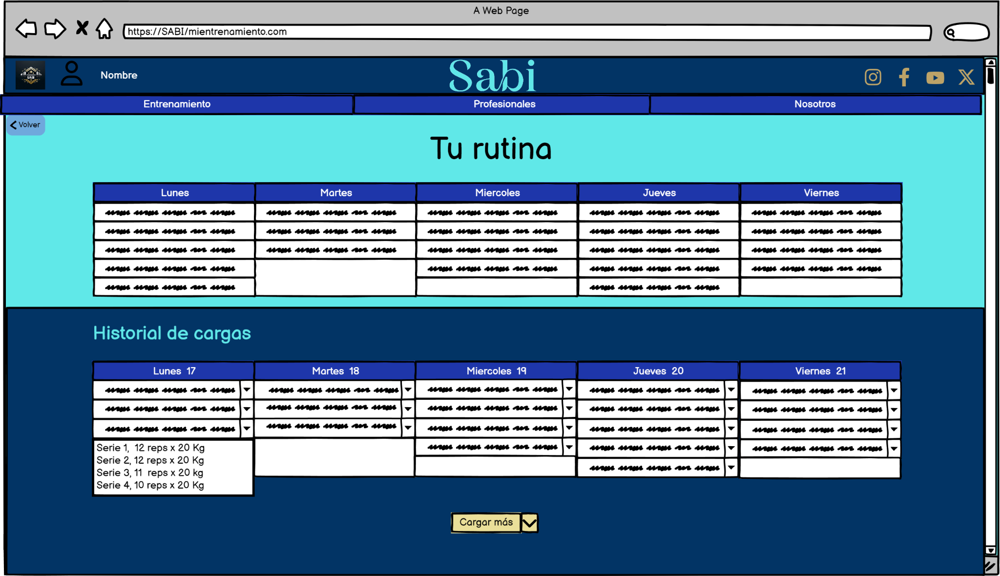 A Web Page
https://SABI/mientrenamiento.com
SABI
Nombre
Sabi
Entrenamiento
Profesionales
Nosotros
Volver
Tu rutina
Lunes
Martes
Miercoles
Jueves
Viernes
Historial de cargas
Lunes 17
Martes 18
Miercoles 19
Jueves 20
Viernes 21
Serie 1, 12 reps x 20 Kg
Serie 2, 12 reps x 20 Kg
Serie 3, 11 reps x 20 kg
Serie 4, 10 reps x 20 Kg
Cargar más